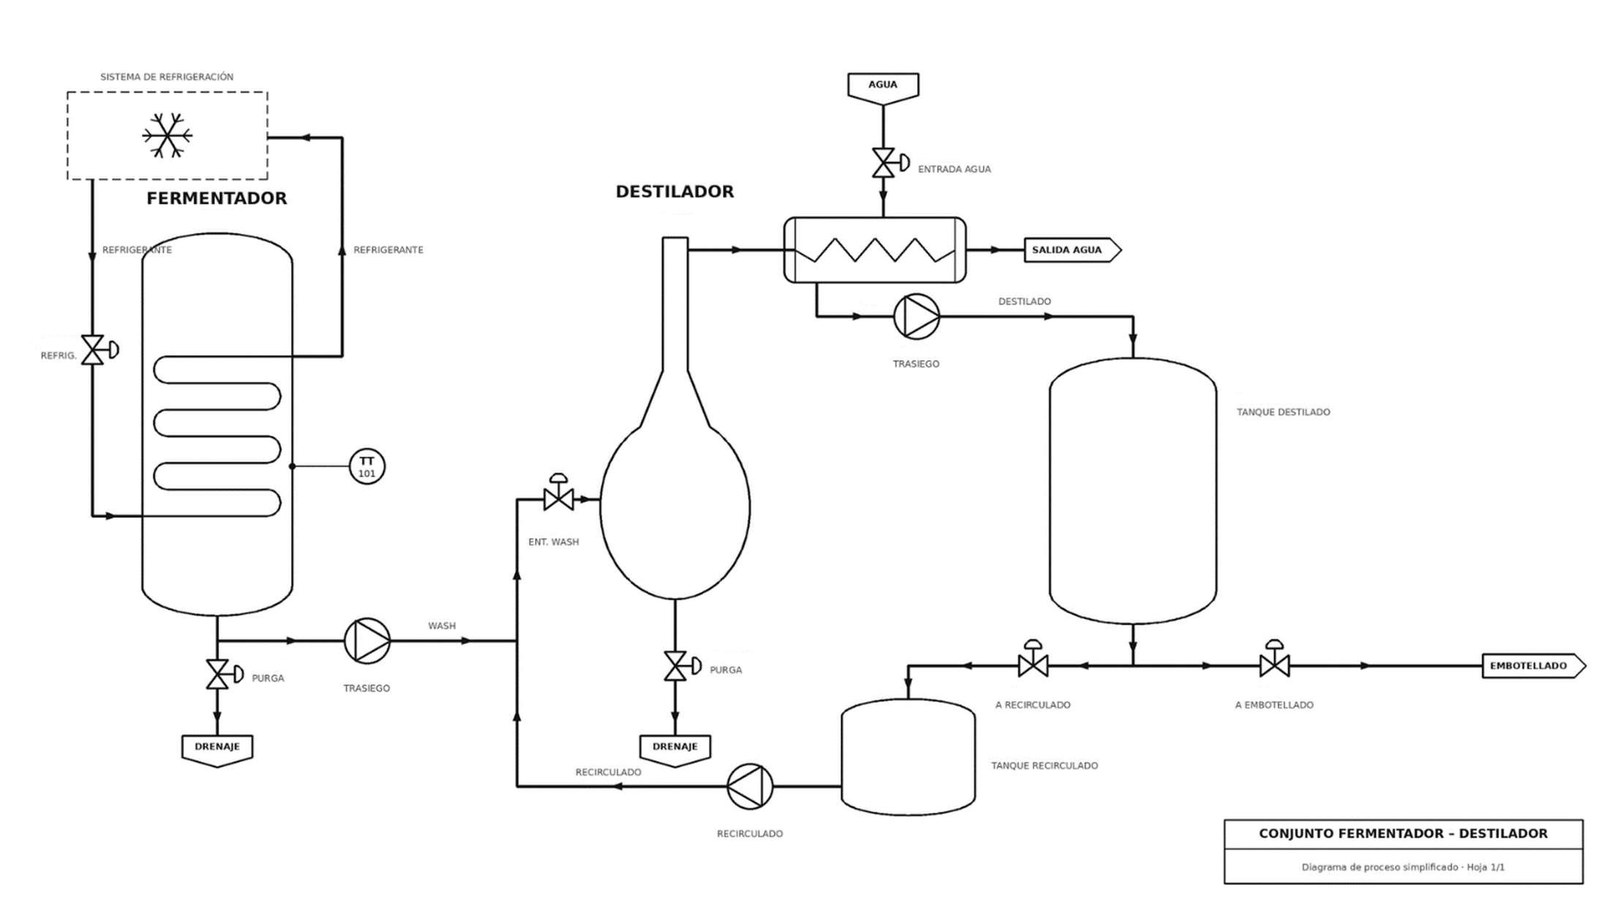 SISTEMA DE REFRIGERACIÓN
AGUA
ENTRADA AGUA
FERMENTADOR
DESTILADOR
REFRIGERANTE
REFRIGERANTE
SALIDA AGUA
DESTILADO
REFRIG.
TRASIEGO
TANQUE DESTILADO
TT
101
ENT. WASH
WASH
PURGA
TRASIEGO
PURGA
A RECIRCULADO
A EMBOTELLADO
EMBOTELLADO
DRENAJE
DRENAJE
RECIRCULADO
TANQUE RECIRCULADO
RECIRCULADO
CONJUNTO FERMENTADOR – DESTILADOR
Diagrama de proceso simplificado - Hoja 1/1